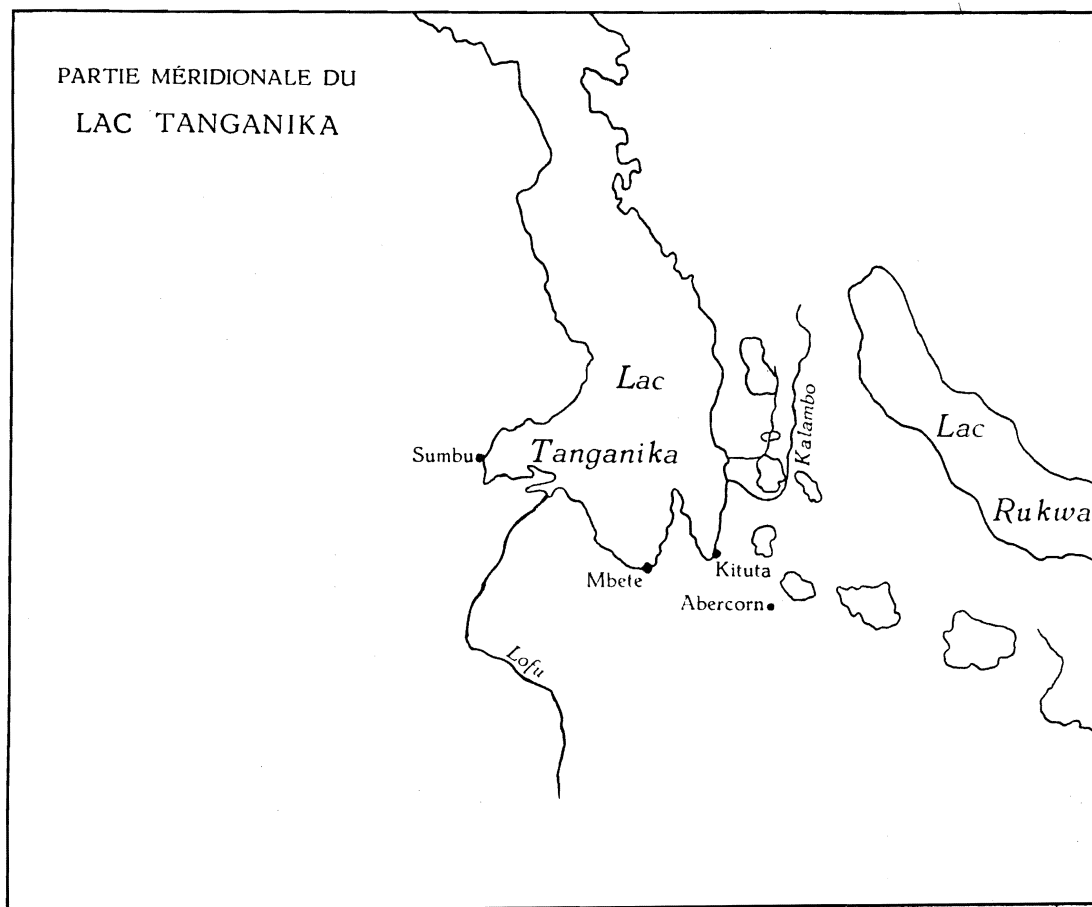 PARTIE MÉRIDIONALE DU
LAC TANGANIKA
Lac
Tanganika
Kalambo
Lac
Rukwa
Sumbu
Mbete
Kituta
Abercorn
Lofu